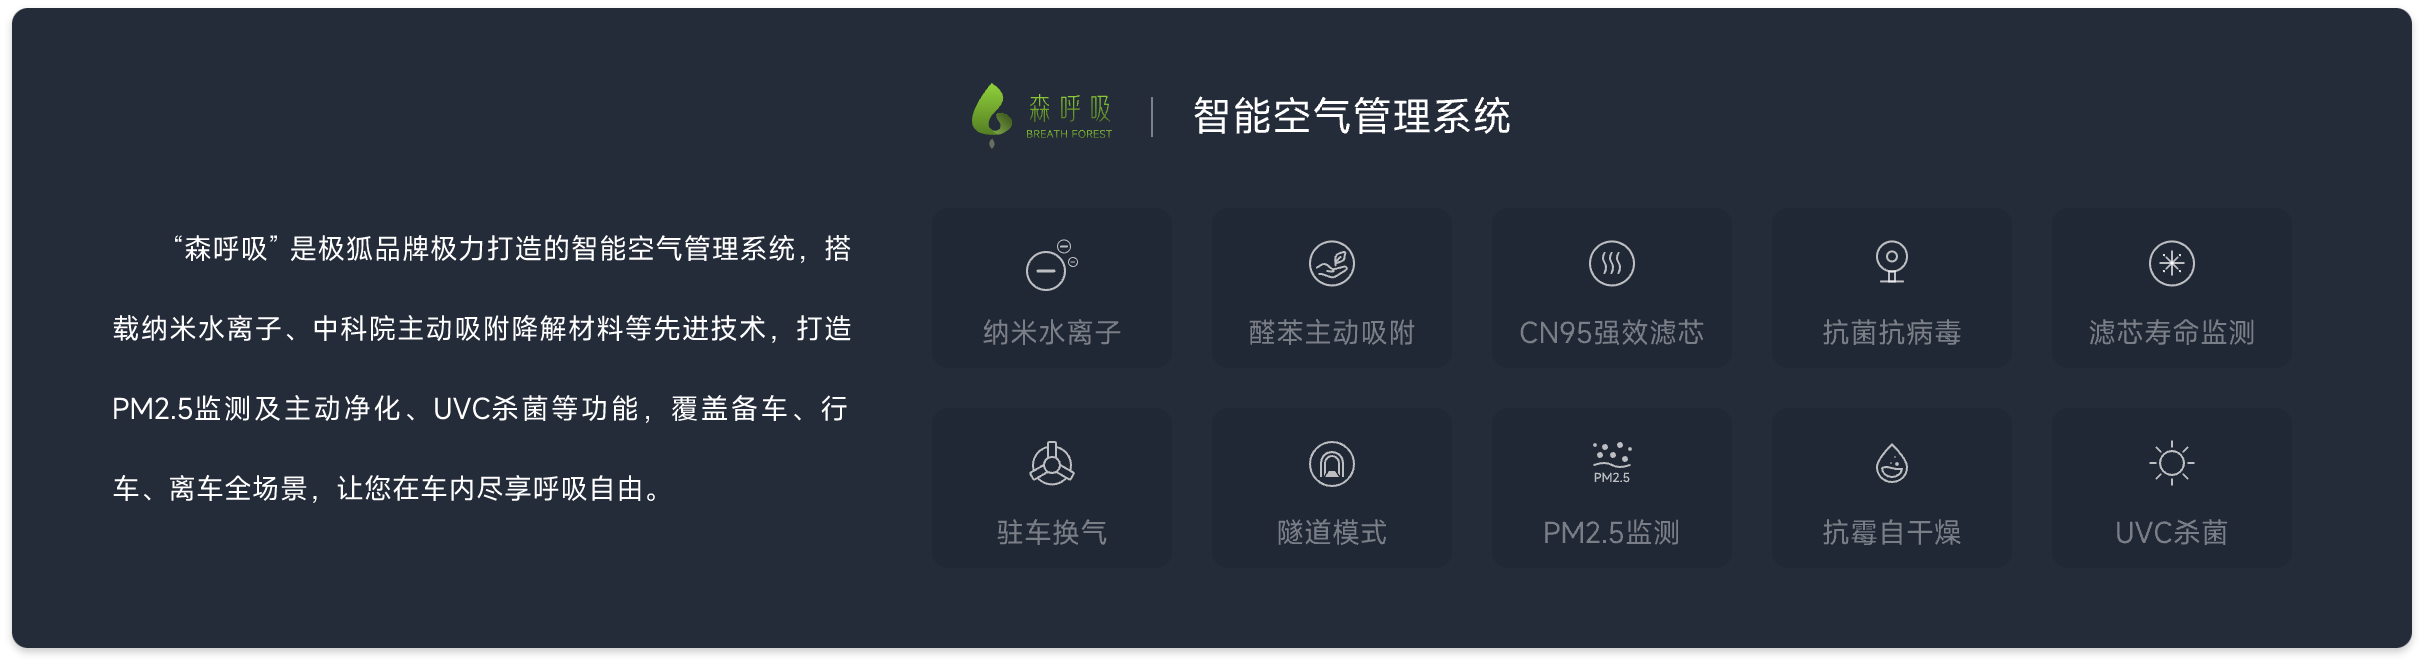 森呼吸
BREATH FOREST
智能空气管理系统
“森呼吸”是极狐品牌极力打造的智能空气管理系统，搭
载纳米水离子、中科院主动吸附降解材料等先进技术，打造
PM2.5监测及主动净化、UVC杀菌等功能，覆盖备车、行
车、离车全场景，让您在车内尽享呼吸自由。
纳米水离子
醛苯主动吸附
CN95强效滤芯
抗菌抗病毒
滤芯寿命监测
驻车换气
隧道模式
PM2.5
PM2.5监测
抗霉自干燥
UVC杀菌